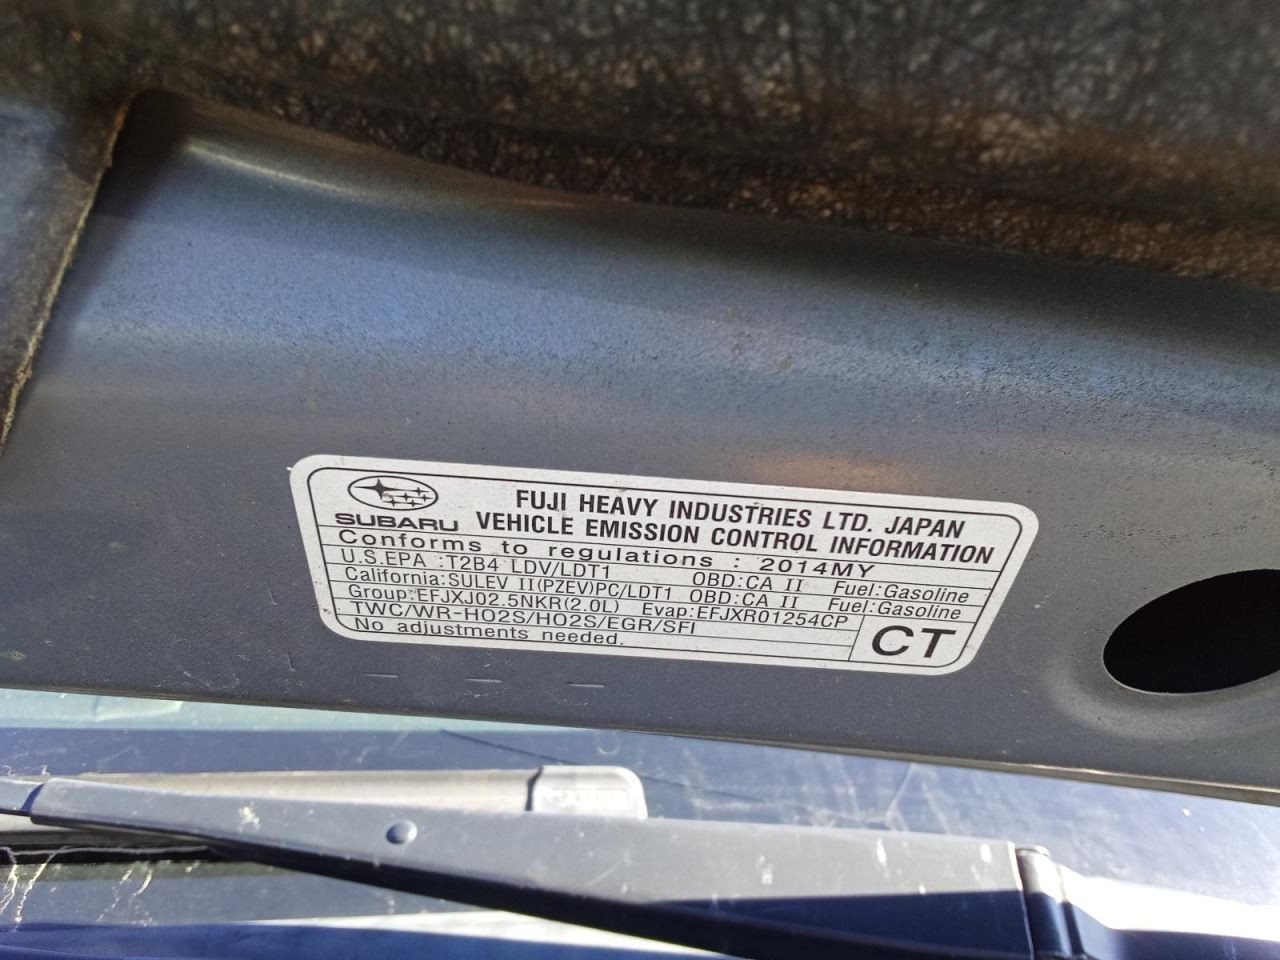 SUBARU
FUJI HEAVY INDUSTRIES LTD. JAPAN
VEHICLE EMISSION CONTROL INFORMATION
Conforms to regulations : 2014MY
U.S.EPA :T2B4 LDV/LDT1 OBD:CA II Fuel:Gasoline
California:SULEV II(PZEV)PC/LDT1 OBD:CA II Fuel:Gasoline
Group:EFJXJ02.5NKR(2.0L) Evap:EFJXR01254CP
TWC/WR-HO2S/HO2S/EGR/SFI
No adjustments needed.
CT